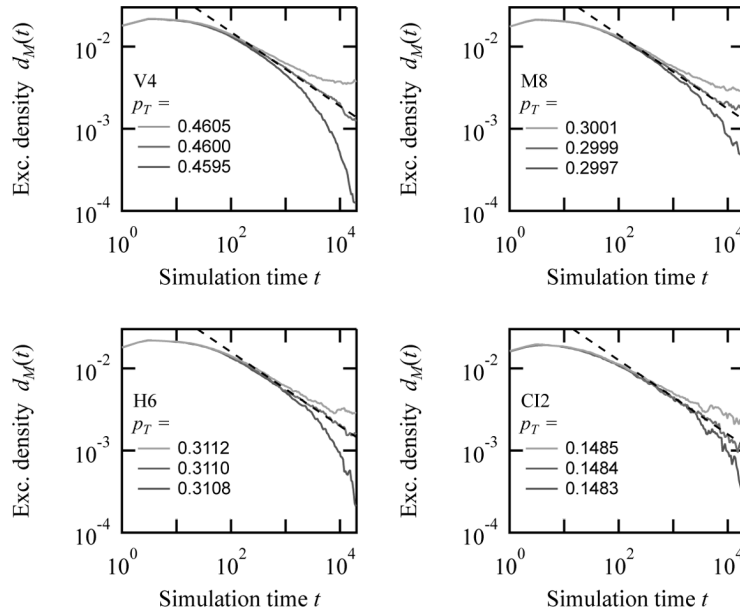 Exc. density d_M(t)
10^-2
10^-3
10^-4
V4
p_T =
0.4605
0.4600
0.4595
10^0 10^2 10^4
Simulation time t
Exc. density d_M(t)
10^-2
10^-3
10^-4
M8
p_T =
0.3001
0.2999
0.2997
10^0 10^2 10^4
Simulation time t
Exc. density d_M(t)
10^-2
10^-3
10^-4
H6
p_T =
0.3112
0.3110
0.3108
10^0 10^2 10^4
Simulation time t
Exc. density d_M(t)
10^-2
10^-3
10^-4
CI2
p_T =
0.1485
0.1484
0.1483
10^0 10^2 10^4
Simulation time t